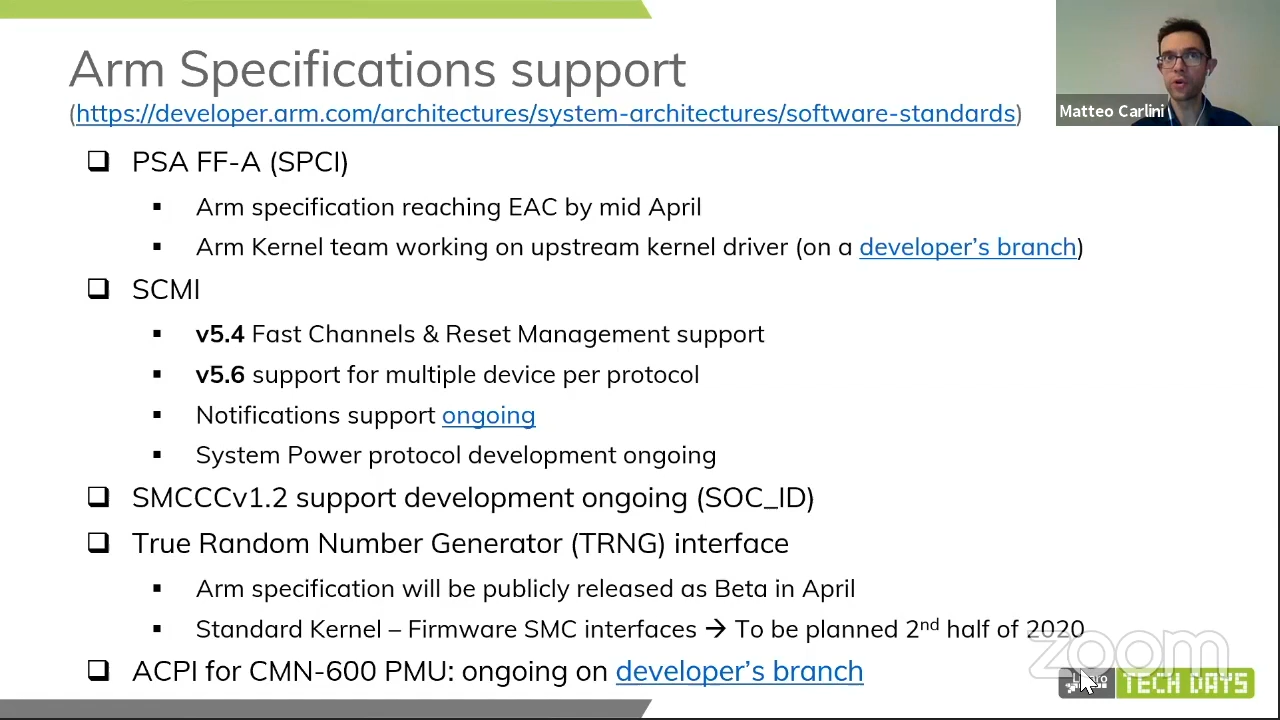 Arm Specifications support
(https://developer.arm.com/architectures/system-architectures/software-standards)
Matteo Carlini
PSA FF-A (SPCI)
Arm specification reaching EAC by mid April
Arm Kernel team working on upstream kernel driver (on a developer's branch)
SCMI
v5.4 Fast Channels & Reset Management support
v5.6 support for multiple device per protocol
Notifications support ongoing
System Power protocol development ongoing
SMCCCv1.2 support development ongoing (SOC_ID)
True Random Number Generator (TRNG) interface
Arm specification will be publicly released as Beta in April
Standard Kernel – Firmware SMC interfaces → To be planned 2nd half of 2020
zoom
ACPI for CMN-600 PMU: ongoing on developer's branch
TECH DAYS